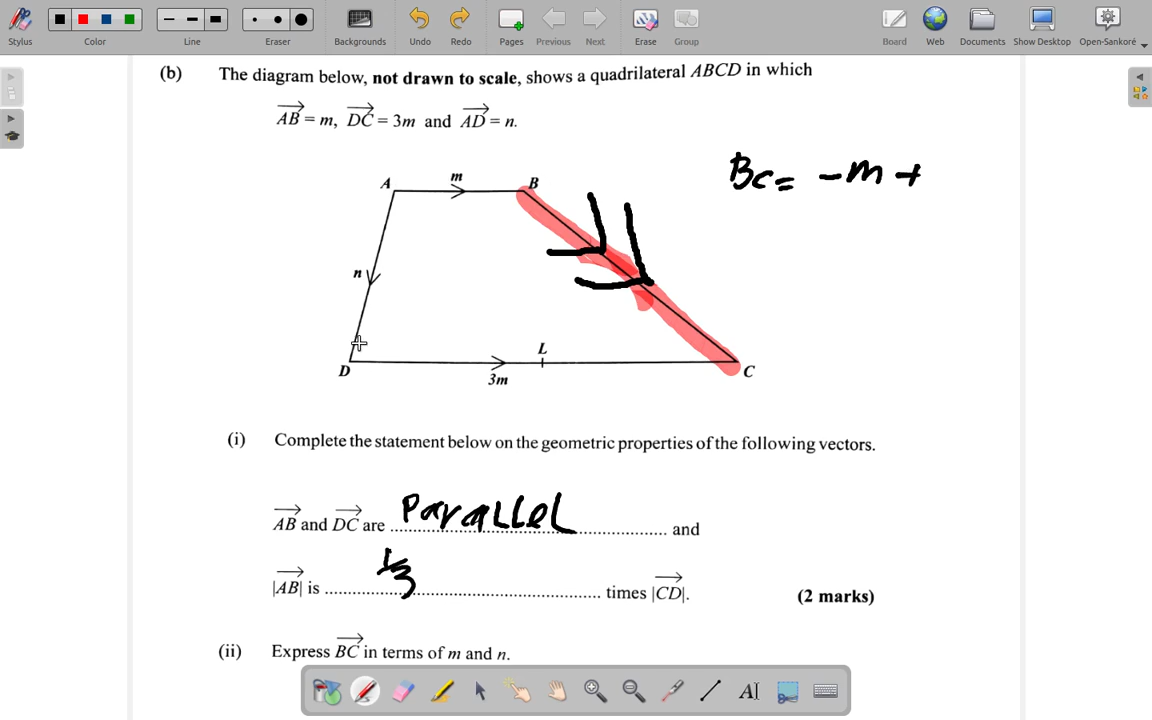 Stylus Color Line Eraser Backgrounds Undo Redo Pages Previous Next Erase Group Board Web Documents Show Desktop Open-Sankoré
(b) The diagram below, not drawn to scale, shows a quadrilateral ABCD in which
AB = m, DC = 3m and AD = n.
BC = -m +
A m B
n
L
D 3m C
(i) Complete the statement below on the geometric properties of the following vectors.
AB and DC are Parallel and
|AB| is 1/3 times |CD|. (2 marks)
(ii) Express BC in terms of m and n.